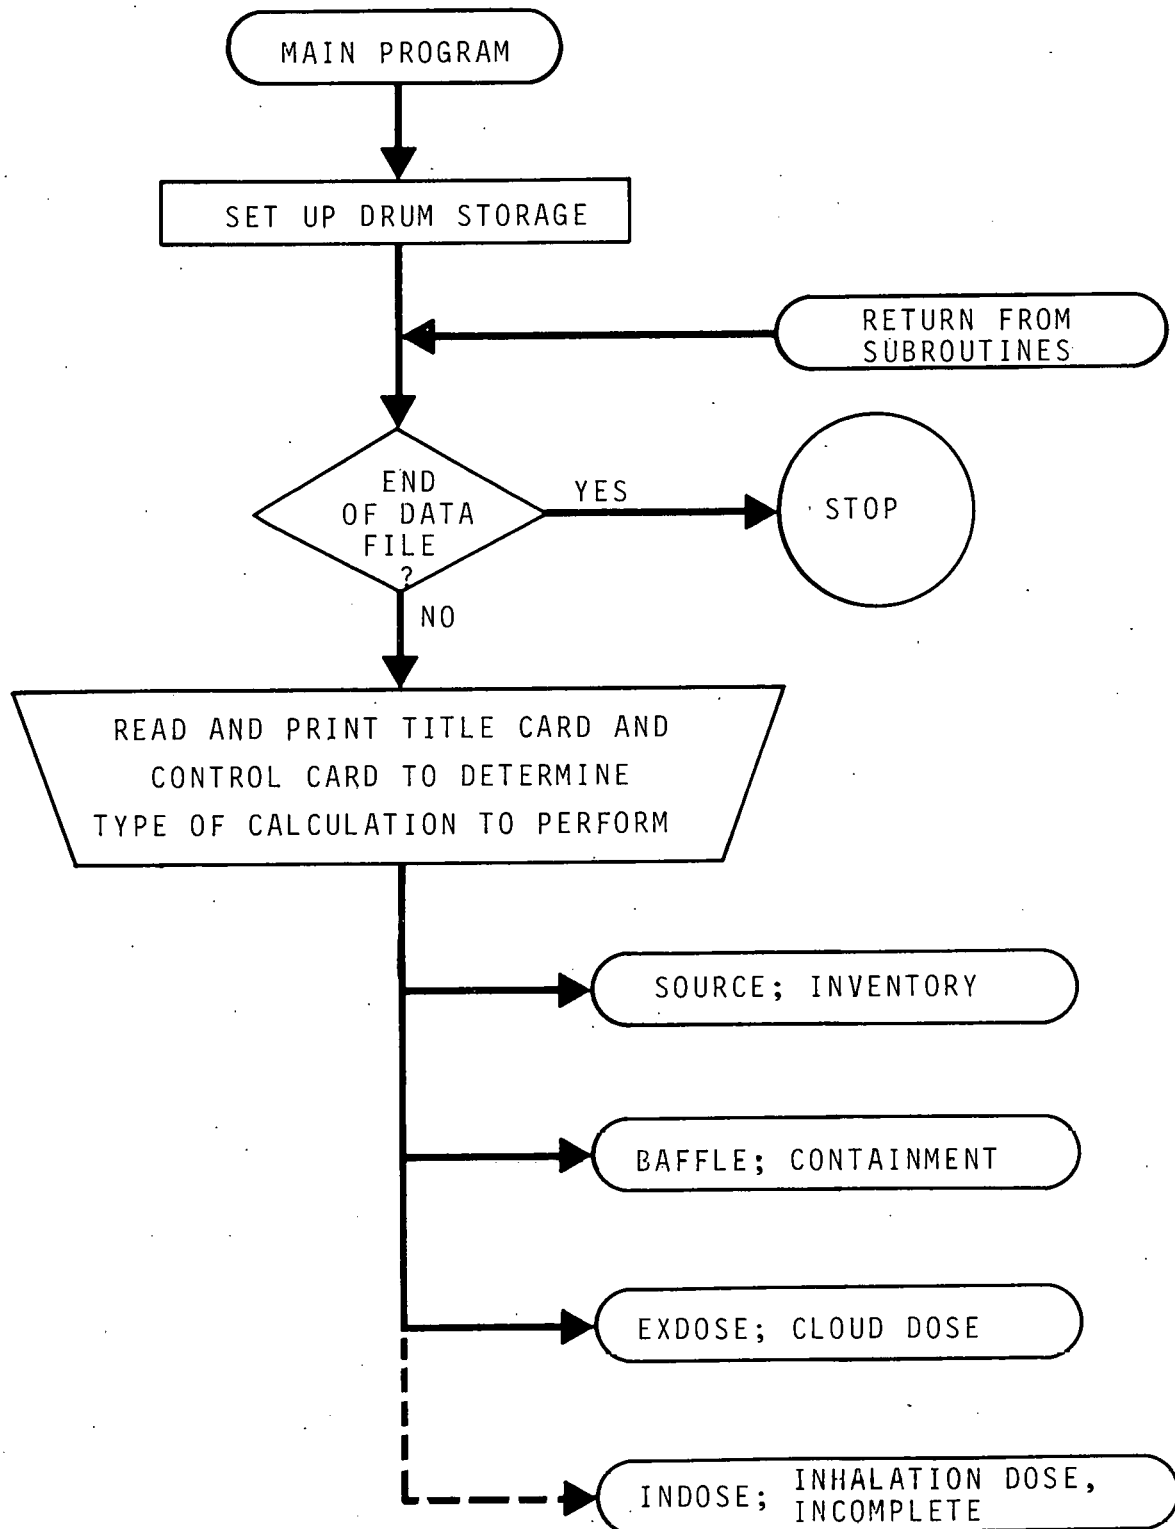 MAIN PROGRAM
SET UP DRUM STORAGE
RETURN FROM
SUBROUTINES
END
OF DATA
FILE
?
YES
STOP
NO
READ AND PRINT TITLE CARD AND
CONTROL CARD TO DETERMINE
TYPE OF CALCULATION TO PERFORM
SOURCE; INVENTORY
BAFFLE; CONTAINMENT
EXDOSE; CLOUD DOSE
INDOSE; INHALATION DOSE,
INCOMPLETE